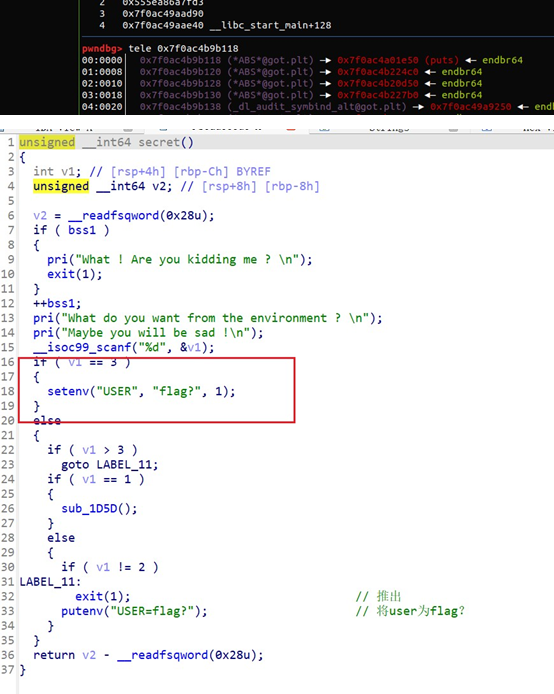 2 0x555ea86a7fd3
3 0x7f0ac49aad90
4 0x7f0ac49aae40 __libc_start_main+128
pwndbg> tele 0x7f0ac4b9b118
00:0000│ 0x7f0ac4b9b118 (*ABS*@got.plt) —▸ 0x7f0ac4a01e50 (puts) ◂— endbr64
01:0008│ 0x7f0ac4b9b120 (*ABS*@got.plt) —▸ 0x7f0ac4b224c0 ◂— endbr64
02:0010│ 0x7f0ac4b9b128 (*ABS*@got.plt) —▸ 0x7f0ac4b20d50 ◂— endbr64
03:0018│ 0x7f0ac4b9b130 (*ABS*@got.plt) —▸ 0x7f0ac4b227b0 ◂— endbr64
04:0020│ 0x7f0ac4b9b138 (_dl_audit_symbind_alt@got.plt) —▸ 0x7f0ac49a9250 ◂— end
1 unsigned __int64 secret()
2 {
3 int v1; // [rsp+4h] [rbp-Ch] BYREF
4 unsigned __int64 v2; // [rsp+8h] [rbp-8h]
5
6 v2 = __readfsqword(0x28u);
7 if ( bss1 )
8 {
9 pri("What ! Are you kidding me ? \n");
10 exit(1);
11 }
12 ++bss1;
13 pri("What do you want from the environment ? \n");
14 pri("Maybe you will be sad !\n");
15 __isoc99_scanf("%d", &v1);
16 if ( v1 == 3 )
17 {
18 setenv("USER", "flag?", 1);
19 }
20 else
21 {
22 if ( v1 > 3 )
23 goto LABEL_11;
24 if ( v1 == 1 )
25 {
26 sub_1D5D();
27 }
28 else
29 {
30 if ( v1 != 2 )
31 LABEL_11:
32 exit(1); // 推出
33 putenv("USER=flag?"); // 将user为flag?
34 }
35 }
36 return v2 - __readfsqword(0x28u);
37 }